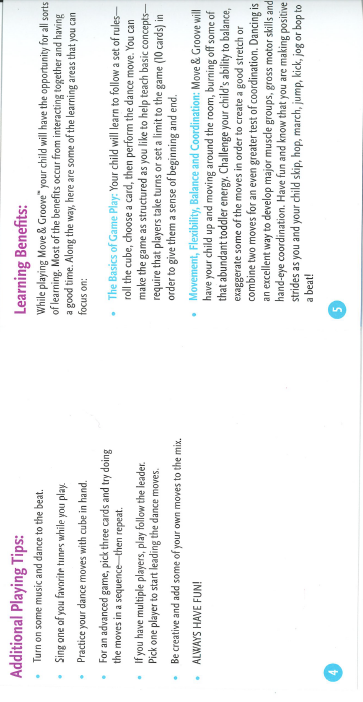 Additional Playing Tips:
• Turn on some music and dance to the beat.
• Sing one of you favorite tunes while you play.
• Practice your dance moves with cube in hand.
• For an advanced game, pick three cards and try doing
the moves in a sequence—then repeat.
• If you have multiple players, play follow the leader.
Pick one player to start leading the dance moves.
• Be creative and add some of your own moves to the mix.
• ALWAYS HAVE FUN!
4
Learning Benefits:
While playing Move & Groove™ your child will have the opportunity for all sorts
of learning. Most of the benefits occur from interacting together and having
a good time. Along the way, here are some of the learning areas that you can
focus on:
• The Basics of Game Play: Your child will learn to follow a set of rules—
roll the cube, choose a card, then perform the dance move. You can
make the game as structured as you like to help teach basic concepts—
require that players take turns or set a limit to the game (10 cards) in
order to give them a sense of beginning and end.
• Movement, Flexibility, Balance and Coordination: Move & Groove will
have your child up and moving around the room, burning off some of
that abundant toddler energy. Challenge your child's ability to balance,
exaggerate some of the moves in order to create a good stretch or
combine two moves for an even greater test of coordination. Dancing is
an excellent way to develop major muscle groups, gross motor skills and
hand-eye coordination. Have fun and know that you are making positive
strides as you and your child skip, hop, march, jump, kick, jog or bop to
a beat!
5